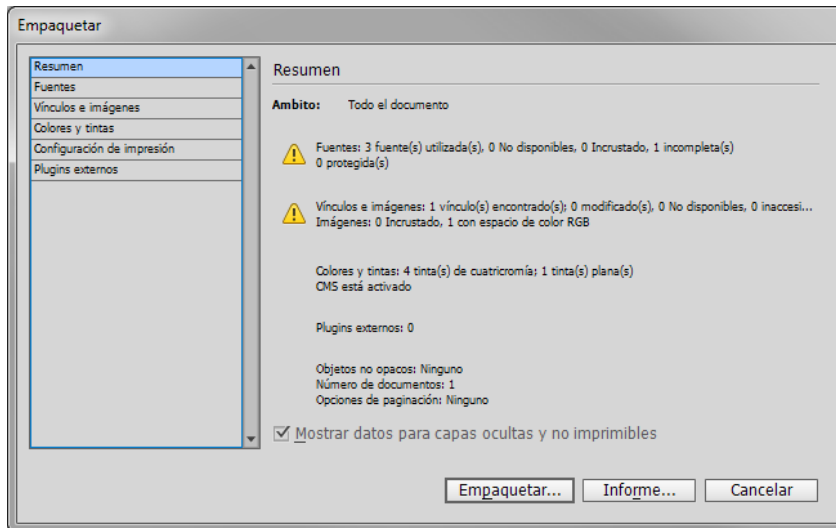 Empaquetar
Resumen
Fuentes
Vínculos e imágenes
Colores y tintas
Configuración de impresión
Plugins externos
Resumen
Ambito: Todo el documento
Fuentes: 3 fuente(s) utilizada(s), 0 No disponibles, 0 Incrustado, 1 incompleta(s)
0 protegida(s)
Vínculos e imágenes: 1 vínculo(s) encontrado(s); 0 modificado(s), 0 No disponibles, 0 inaccesi...
Imágenes: 0 Incrustado, 1 con espacio de color RGB
Colores y tintas: 4 tinta(s) de cuatricromía; 1 tinta(s) plana(s)
CMS está activado
Plugins externos: 0
Objetos no opacos: Ninguno
Número de documentos: 1
Opciones de paginación: Ninguno
Mostrar datos para capas ocultas y no imprimibles
Empaquetar... Informe... Cancelar